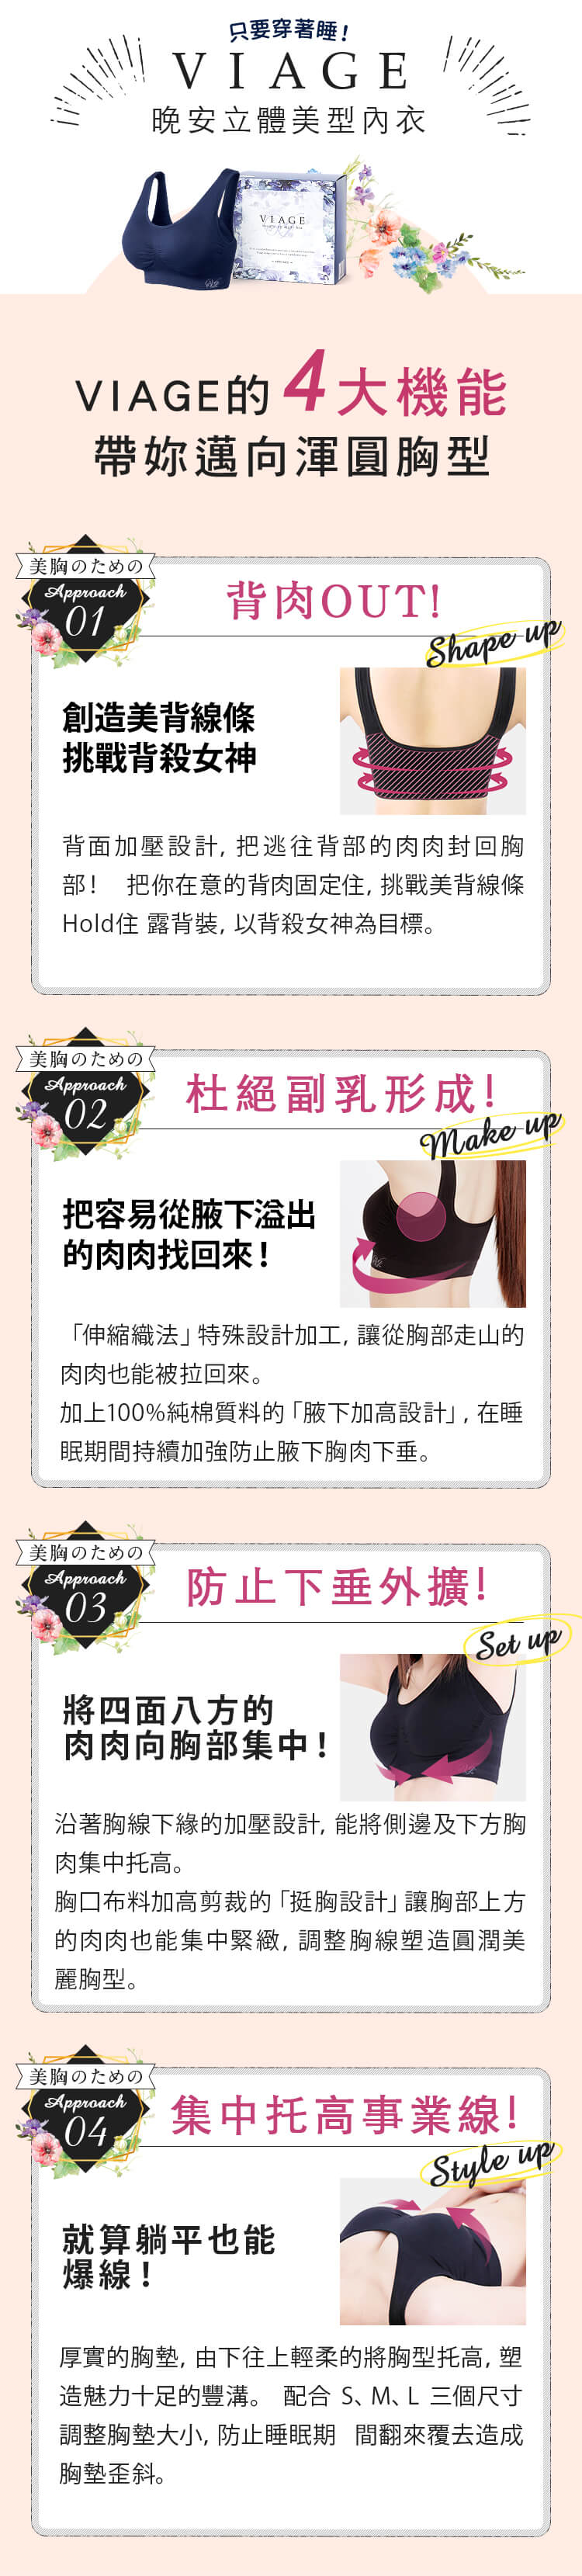 只要穿著睡!
VIAGE
晚安立體美型內衣
VIAGE
VIAGE的4大機能
帶妳邁向渾圓胸型
美胸のための
Approach
01
背肉OUT!
Shape up
創造美背線條
挑戰背殺女神
背面加壓設計, 把逃往背部的肉肉封回胸
部! 把你在意的背肉固定住, 挑戰美背線條
Hold住 露背裝, 以背殺女神為目標。
美胸のための
Approach
02
杜絕副乳形成!
Make up
把容易從腋下溢出
的肉肉找回來!
「伸縮織法」特殊設計加工, 讓從胸部走山的
肉肉也能被拉回來。
加上100%純棉質料的「腋下加高設計」, 在睡
眠期間持續加強防止腋下胸肉下垂。
美胸のための
Approach
03
防止下垂外擴!
Set up
將四面八方的
肉肉向胸部集中!
沿著胸線下緣的加壓設計, 能將側邊及下方胸
肉集中托高。
胸口布料加高剪裁的「挺胸設計」讓胸部上方
的肉肉也能集中緊緻, 調整胸線塑造圓潤美
麗胸型。
美胸のための
Approach
04
集中托高事業線!
Style up
就算躺平也能
爆線!
厚實的胸墊, 由下往上輕柔的將胸型托高, 塑
造魅力十足的豐溝。 配合 S、M、L 三個尺寸
調整胸墊大小, 防止睡眠期 間翻來覆去造成
胸墊歪斜。